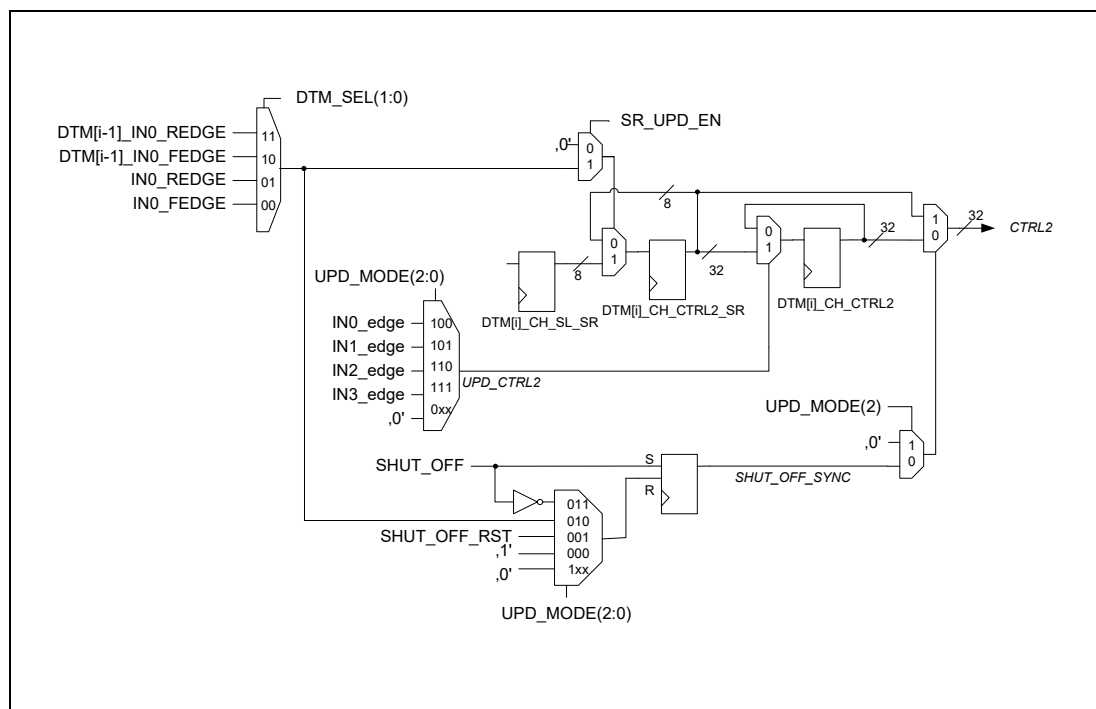 DTM_SEL(1:0)
DTM[i-1]_IN0_REDGE
DTM[i-1]_IN0_FEDGE
IN0_REDGE
IN0_FEDGE
11
10
01
00
SR_UPD_EN
,0'
0
1
8
0
1
8
32
0
1
32
1
0
32
CTRL2
DTM[i]_CH_SL_SR
DTM[i]_CH_CTRL2_SR
DTM[i]_CH_CTRL2
UPD_MODE(2:0)
IN0_edge
IN1_edge
IN2_edge
IN3_edge
,0'
100
101
110
111
0xx
UPD_CTRL2
UPD_MODE(2)
,0'
1
0
SHUT_OFF
S
R
SHUT_OFF_SYNC
SHUT_OFF_RST
,1'
,0'
011
010
001
000
1xx
UPD_MODE(2:0)